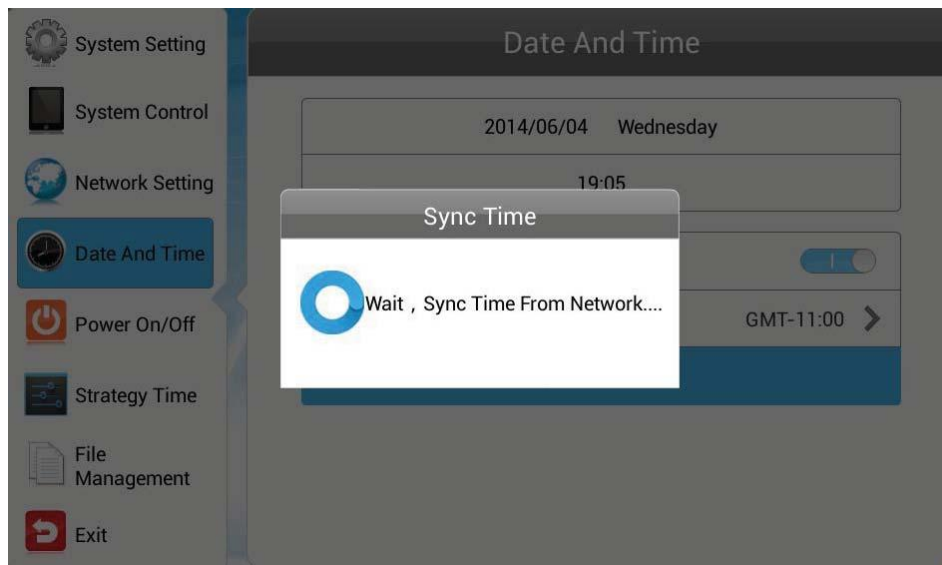 System Setting
System Control
Network Setting
Date And Time
Power On/Off
Strategy Time
File
Management
Exit
Date And Time
2014/06/04 Wednesday
19:05
Sync Time
Wait , Sync Time From Network....
GMT-11:00